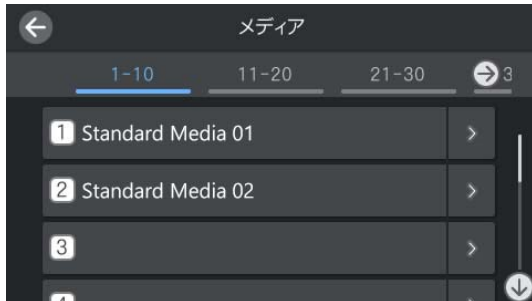 メディア
1-10 11-20 21-30 3
1 Standard Media 01
2 Standard Media 02
3